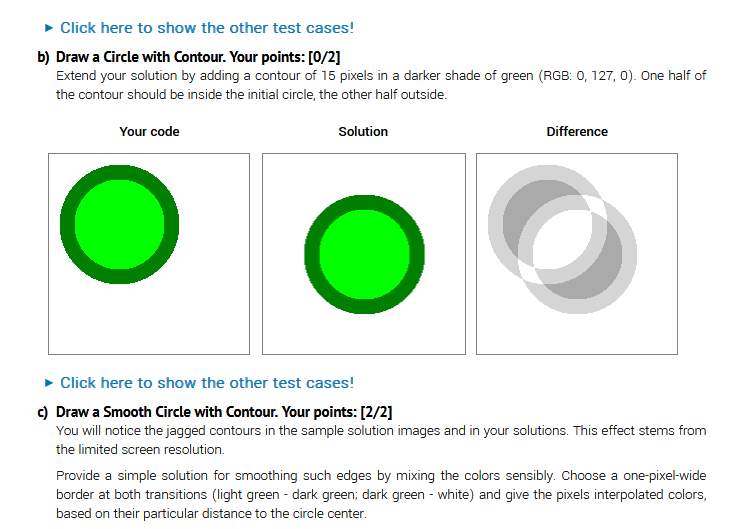 ► Click here to show the other test cases!
b) Draw a Circle with Contour. Your points: [0/2]
Extend your solution by adding a contour of 15 pixels in a darker shade of green (RGB: 0, 127, 0). One half of
the contour should be inside the initial circle, the other half outside.
Your code Solution Difference
► Click here to show the other test cases!
c) Draw a Smooth Circle with Contour. Your points: [2/2]
You will notice the jagged contours in the sample solution images and in your solutions. This effect stems from
the limited screen resolution.
Provide a simple solution for smoothing such edges by mixing the colors sensibly. Choose a one-pixel-wide
border at both transitions (light green - dark green; dark green - white) and give the pixels interpolated colors,
based on their particular distance to the circle center.